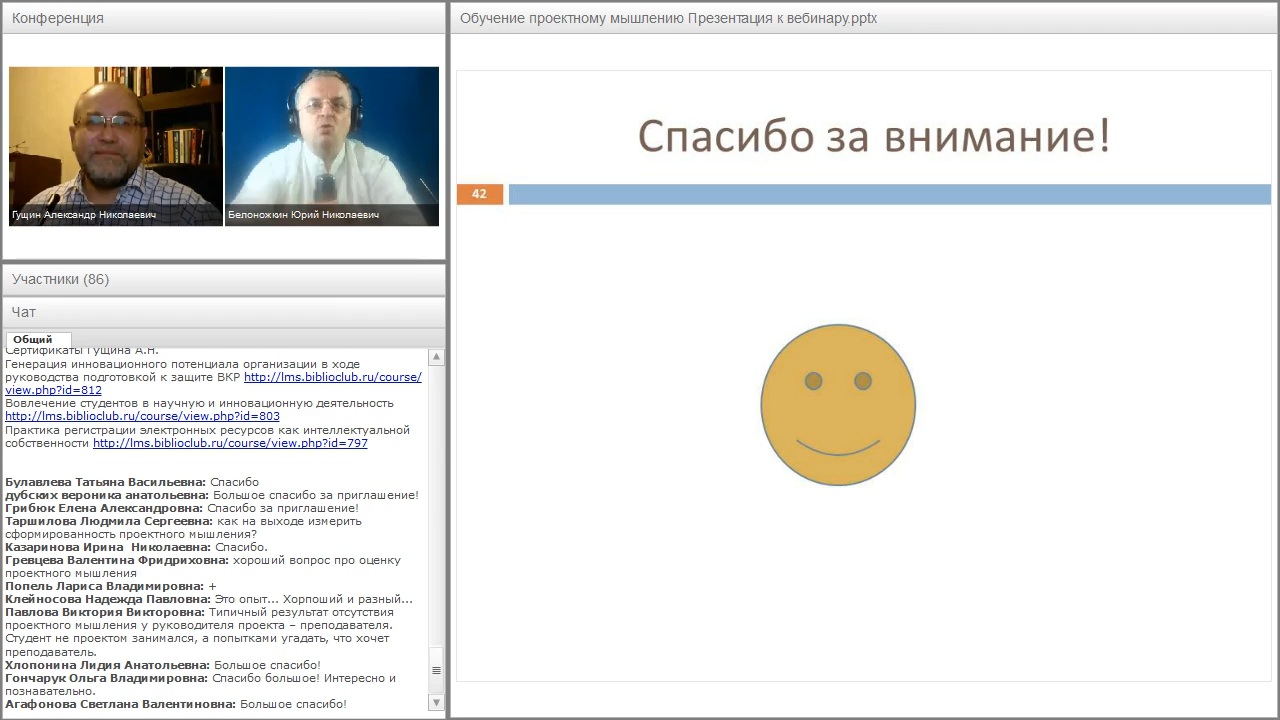 Конференция
Гущин Александр Николаевич
Белоножкин Юрий Николаевич
Участники (86)
Чат
Общий
Сертификаты Гущина А.Н.
Генерация инновационного потенциала организации в ходе
руководства подготовкой к защите ВКР http://lms.biblioclub.ru/course/
view.php?id=812
Вовлечение студентов в научную и инновационную деятельность
http://lms.biblioclub.ru/course/view.php?id=803
Практика регистрации электронных ресурсов как интеллектуальной
собственности http://lms.biblioclub.ru/course/view.php?id=797
Булавлева Татьяна Васильевна: Спасибо
дубских вероника анатольевна: Большое спасибо за приглашение!
Грибюк Елена Александровна: Спасибо за приглашение!
Таршилова Людмила Сергеевна: как на выходе измерить
сформированность проектного мышления?
Казаринова Ирина  Николаевна: Спасибо.
Гревцева Валентина Фридриховна: хороший вопрос про оценку
проектного мышления
Попель Лариса Владимировна: +
Клейносова Надежда Павловна: Это опыт... Хорпоший и разный...
Павлова Виктория Викторовна: Типичный результат отсутствия
проектного мышления у руководителя проекта – преподавателя.
Студент не проектом занимался, а попытками угадать, что хочет
преподаватель.
Хлопонина Лидия Анатольевна: Большое спасибо!
Гончарук Ольга Владимировна: Спасибо большое! Интересно и
познавательно.
Агафонова Светлана Валентиновна: Большое спасибо!
Обучение проектному мышлению Презентация к вебинару.pptx
Спасибо за внимание!
42